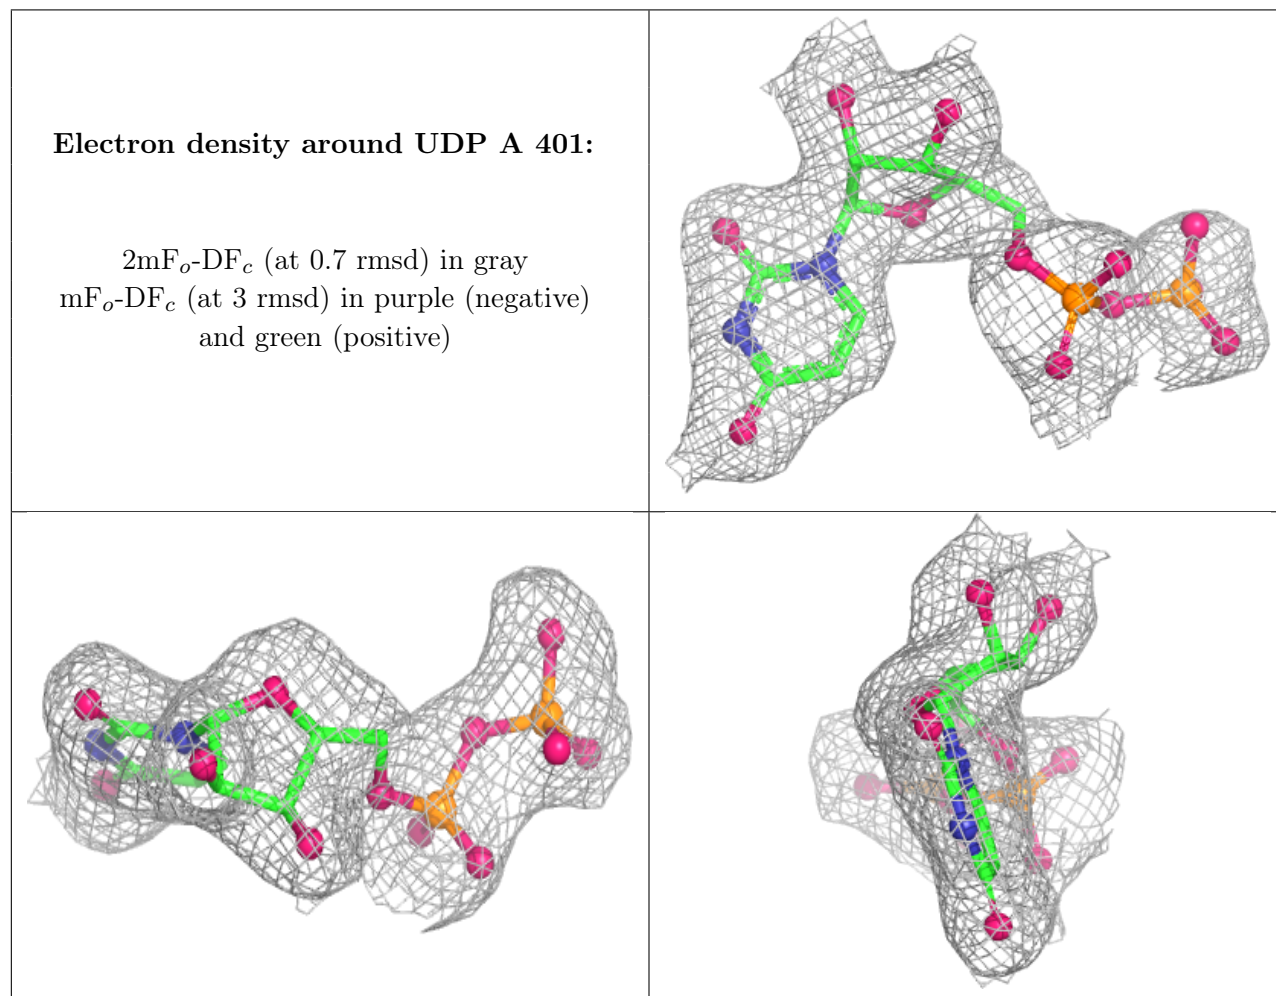 Electron density around UDP A 401:
2mFo-DFc (at 0.7 rmsd) in gray
mFo-DFc (at 3 rmsd) in purple (negative)
and green (positive)